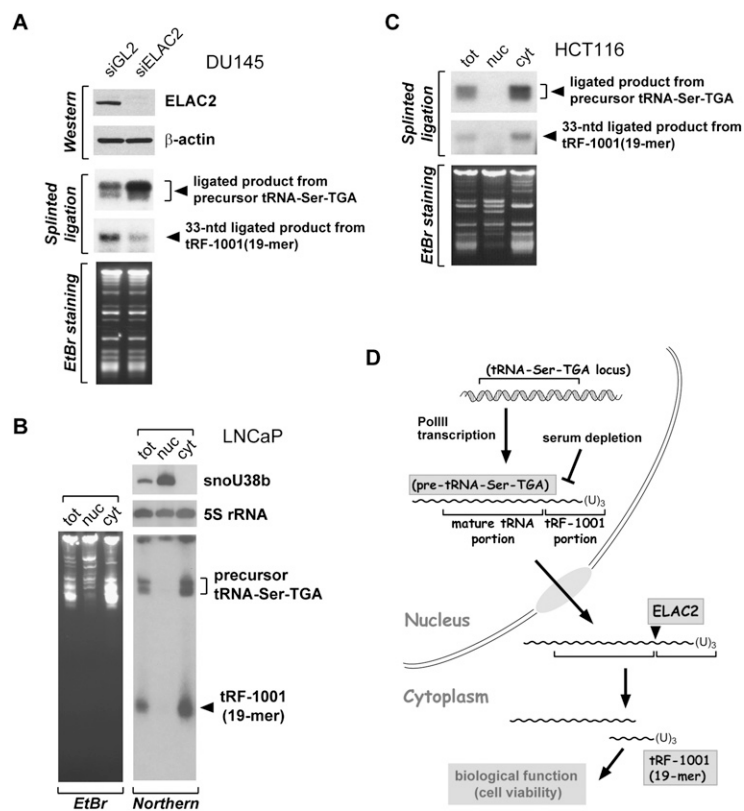 A
siGL2
siELAC2
DU145
Western
ELAC2
β-actin
Splinted
ligation
ligated product from
precursor tRNA-Ser-TGA
33-ntd ligated product from
tRF-1001(19-mer)
EtBr staining
B
LNCaP
tot
nuc
cyt
snoU38b
5S rRNA
tot
nuc
cyt
precursor
tRNA-Ser-TGA
tRF-1001
(19-mer)
EtBr
Northern
C
tot
nuc
cyt
HCT116
Splinted
ligation
ligated product from
precursor tRNA-Ser-TGA
33-ntd ligated product from
tRF-1001(19-mer)
EtBr staining
D
(tRNA-Ser-TGA locus)
PolIII
transcription
serum depletion
(pre-tRNA-Ser-TGA)
(U)3
mature tRNA
portion
tRF-1001
portion
Nucleus
ELAC2
(U)3
Cytoplasm
(U)3
tRF-1001
(19-mer)
biological function
(cell viability)